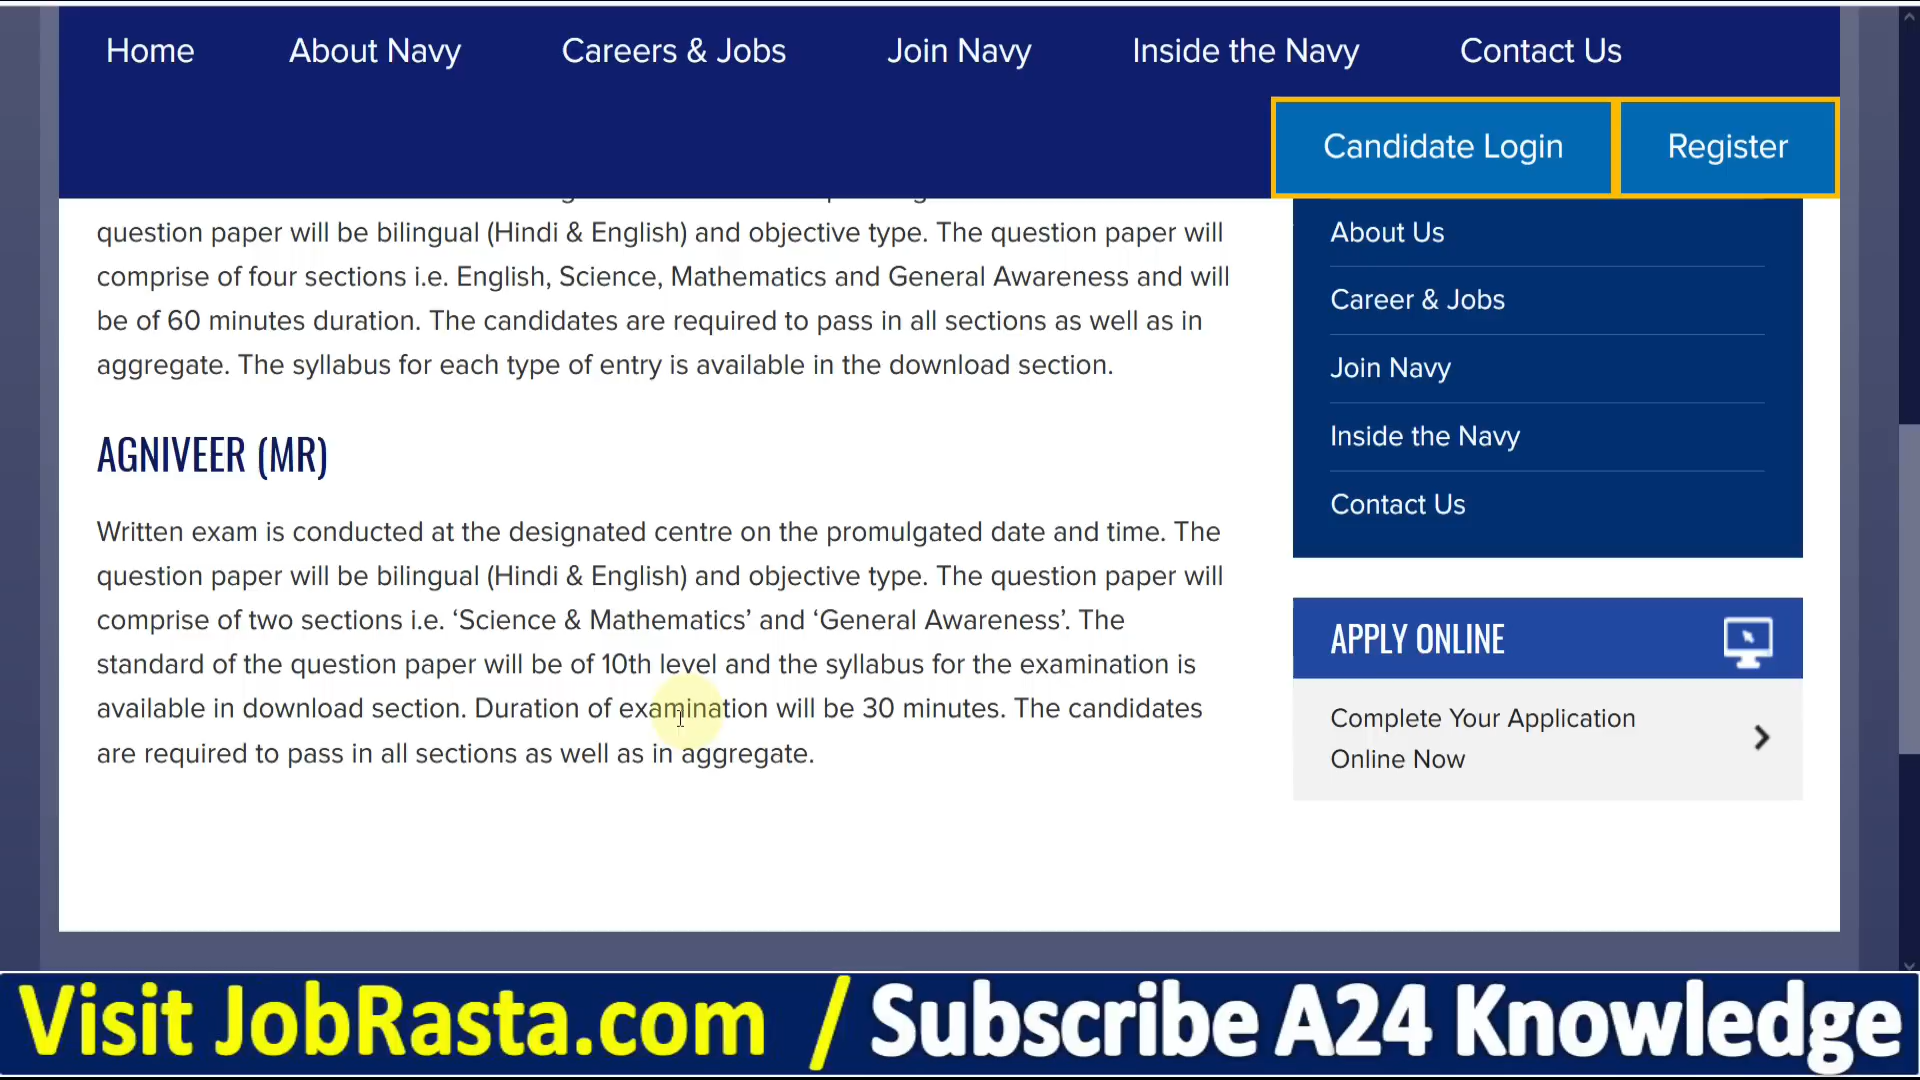 Home About Navy Careers & Jobs Join Navy Inside the Navy Contact Us
Candidate Login Register
question paper will be bilingual (Hindi & English) and objective type. The question paper will
comprise of four sections i.e. English, Science, Mathematics and General Awareness and will
be of 60 minutes duration. The candidates are required to pass in all sections as well as in
aggregate. The syllabus for each type of entry is available in the download section.
AGNIVEER (MR)
Written exam is conducted at the designated centre on the promulgated date and time. The
question paper will be bilingual (Hindi & English) and objective type. The question paper will
comprise of two sections i.e. ‘Science & Mathematics’ and ‘General Awareness’. The
standard of the question paper will be of 10th level and the syllabus for the examination is
available in download section. Duration of examination will be 30 minutes. The candidates
are required to pass in all sections as well as in aggregate.
About Us
Career & Jobs
Join Navy
Inside the Navy
Contact Us
APPLY ONLINE
Complete Your Application
Online Now
Visit JobRasta.com / Subscribe A24 Knowledge